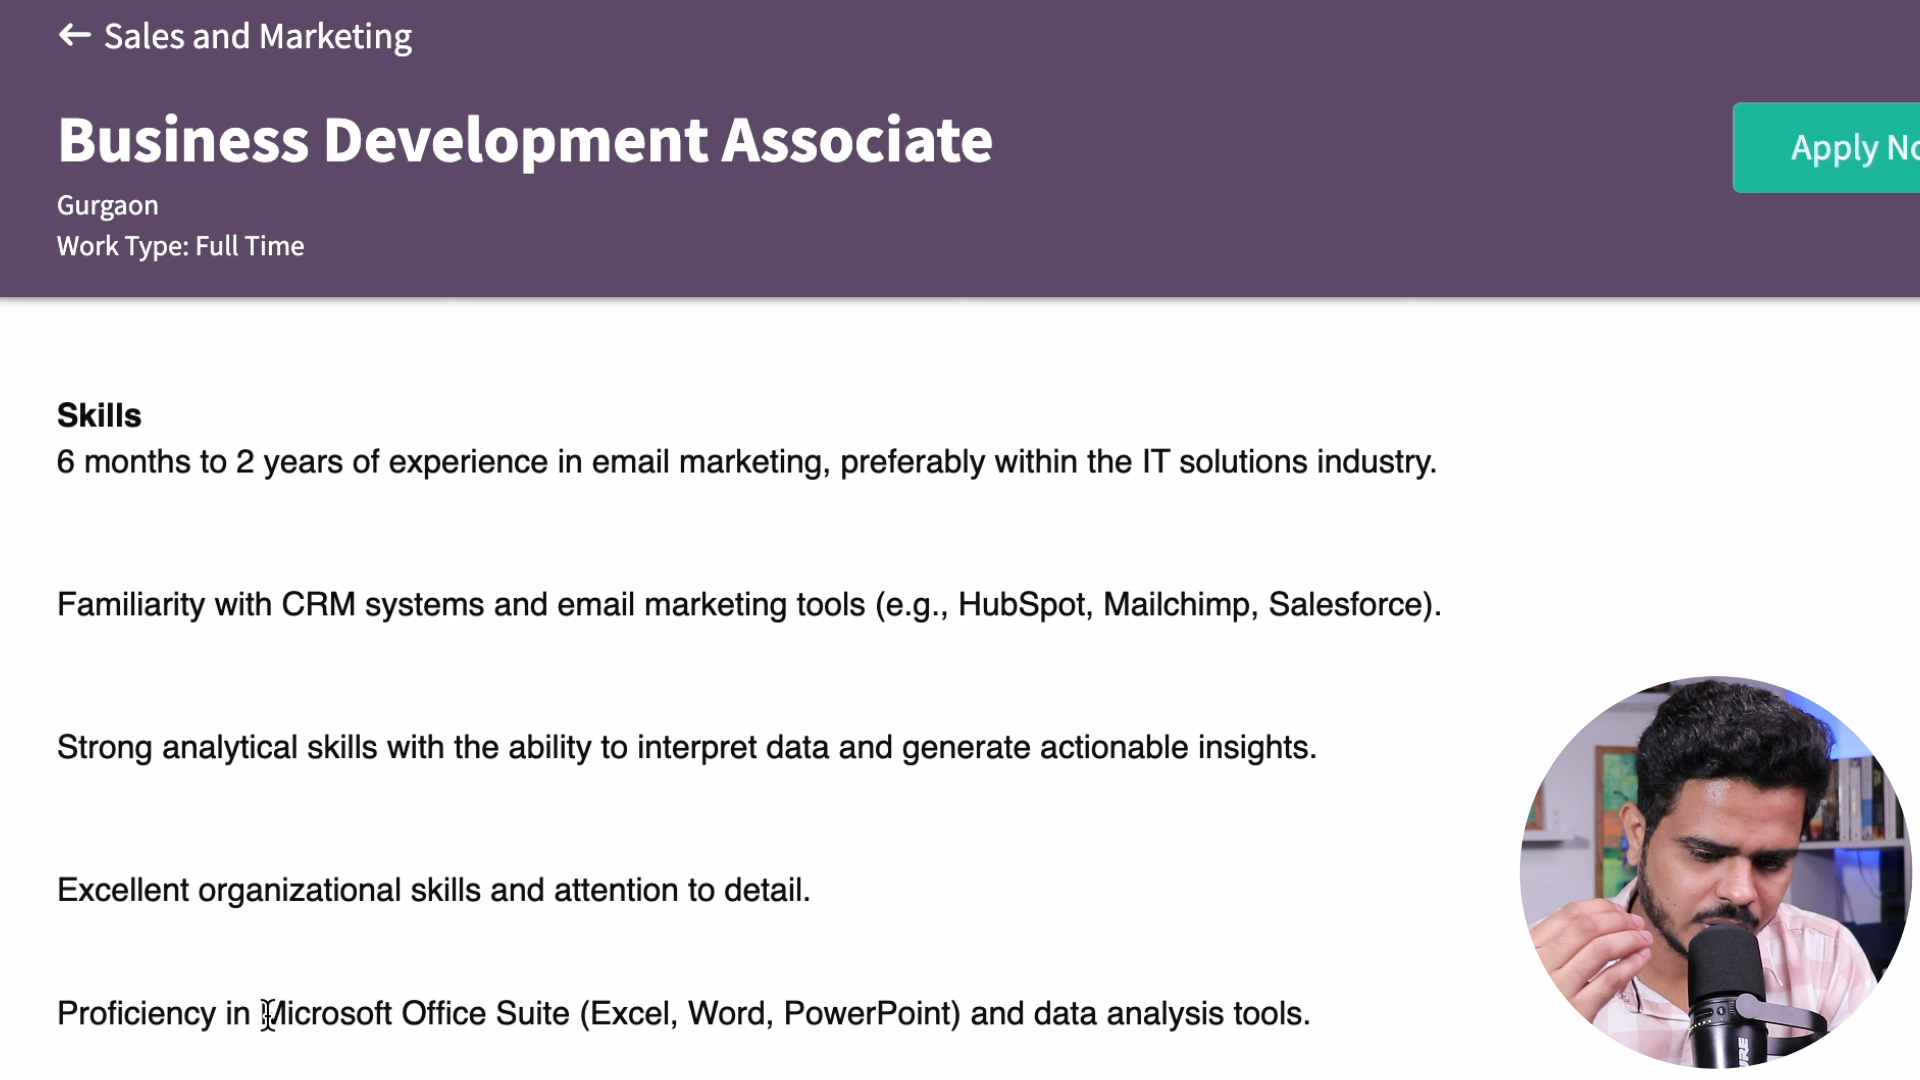 ← Sales and Marketing
Business Development Associate
Gurgaon
Work Type: Full Time
Apply
Skills
6 months to 2 years of experience in email marketing, preferably within the IT solutions industry.
Familiarity with CRM systems and email marketing tools (e.g., HubSpot, Mailchimp, Salesforce).
Strong analytical skills with the ability to interpret data and generate actionable insights.
Excellent organizational skills and attention to detail.
Proficiency in Microsoft Office Suite (Excel, Word, PowerPoint) and data analysis tools.